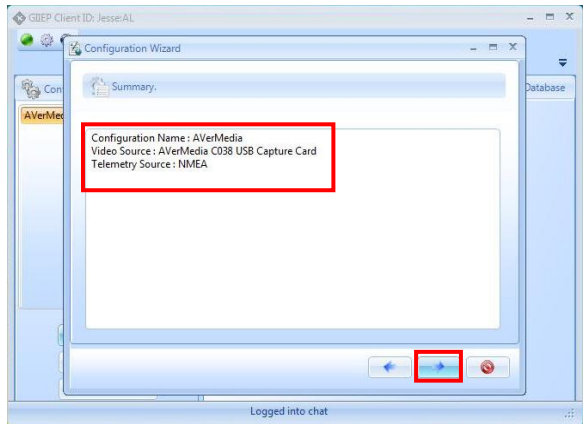 GIIEP Client ID: Jesse:AL
Configuration Wizard
Con
Database
Summary.
AVerMed
Configuration Name : AVerMedia
Video Source : AVerMedia C038 USB Capture Card
Telemetry Source : NMEA
Logged into chat